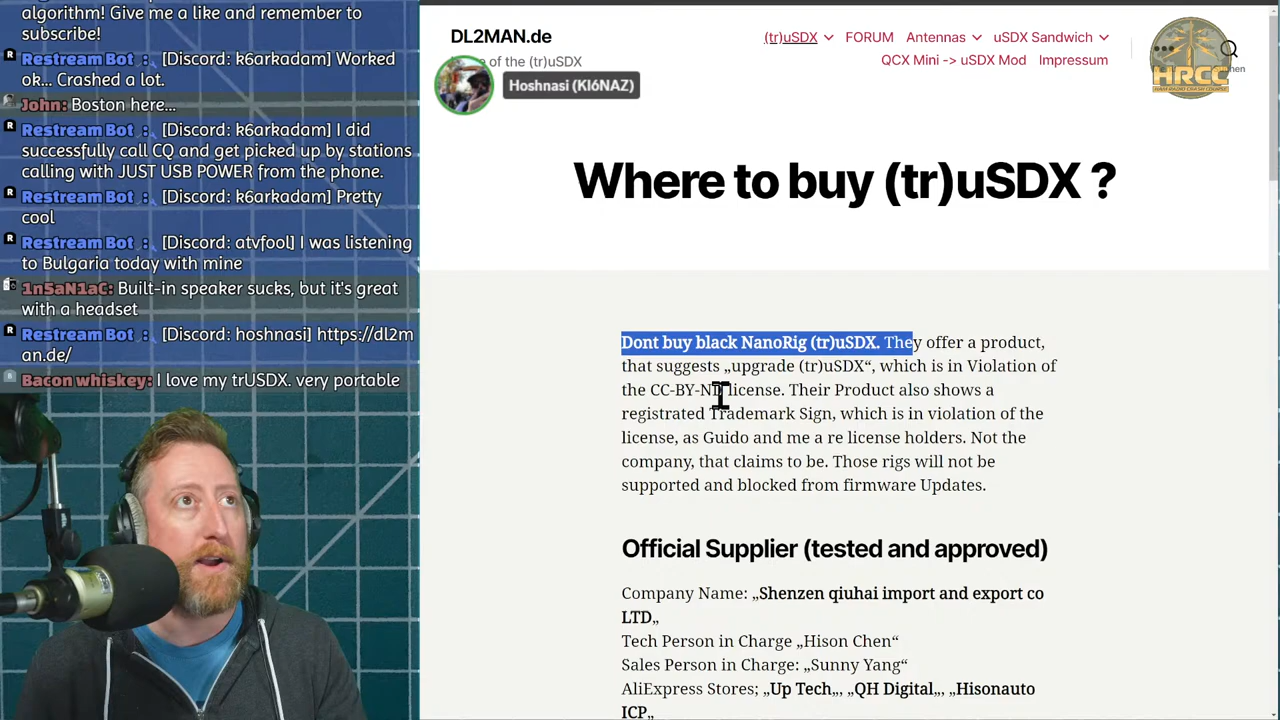 algorithm! Give me a like and remember to
subscribe!
Restream Bot : [Discord: k6arkadam] Worked
ok... Crashed a lot.
John: Boston here...
Restream Bot : [Discord: k6arkadam] I did
successfully call CQ and get picked up by stations
calling with JUST USB POWER from the phone.
Restream Bot : [Discord: k6arkadam] Pretty
cool
Restream Bot : [Discord: atvfool] I was listening
to Bulgaria today with mine
1n5aN1aC: Built-in speaker sucks, but it's great
with a headset
Restream Bot : [Discord: hoshnasi] https://dl2m
an.de/
Bacon whiskey: I love my trUSDX. very portable
DL2MAN.de
e of the (tr)uSDX
Hoshnasi (KI6NAZ)
(tr)uSDX FORUM Antennas uSDX Sandwich
QCX Mini -> uSDX Mod Impressum
HRCC
HAM RADIO CRASH COURSE
hen
Where to buy (tr)uSDX ?
Dont buy black NanoRig (tr)uSDX. They offer a product,
that suggests „upgrade (tr)uSDX“, which is in Violation of
the CC-BY-ND license. Their Product also shows a
registrated Trademark Sign, which is in violation of the
license, as Guido and me a re license holders. Not the
company, that claims to be. Those rigs will not be
supported and blocked from firmware Updates.
Official Supplier (tested and approved)
Company Name: „Shenzen qiuhai import and export co
LTD„
Tech Person in Charge „Hison Chen“
Sales Person in Charge: „Sunny Yang“
AliExpress Stores; „Up Tech„, „QH Digital„, „Hisonauto
ICP„